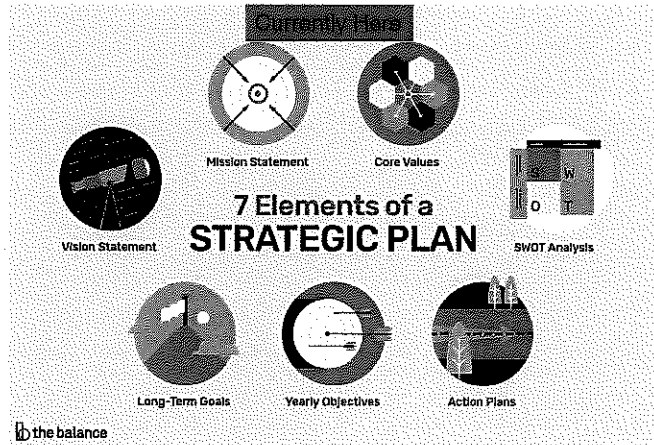 Currently Here
Mission Statement
Core Values
Vision Statement
7 Elements of a
STRATEGIC PLAN
S W
O T
SWOT Analysis
Long-Term Goals
Yearly Objectives
Action Plans
the balance